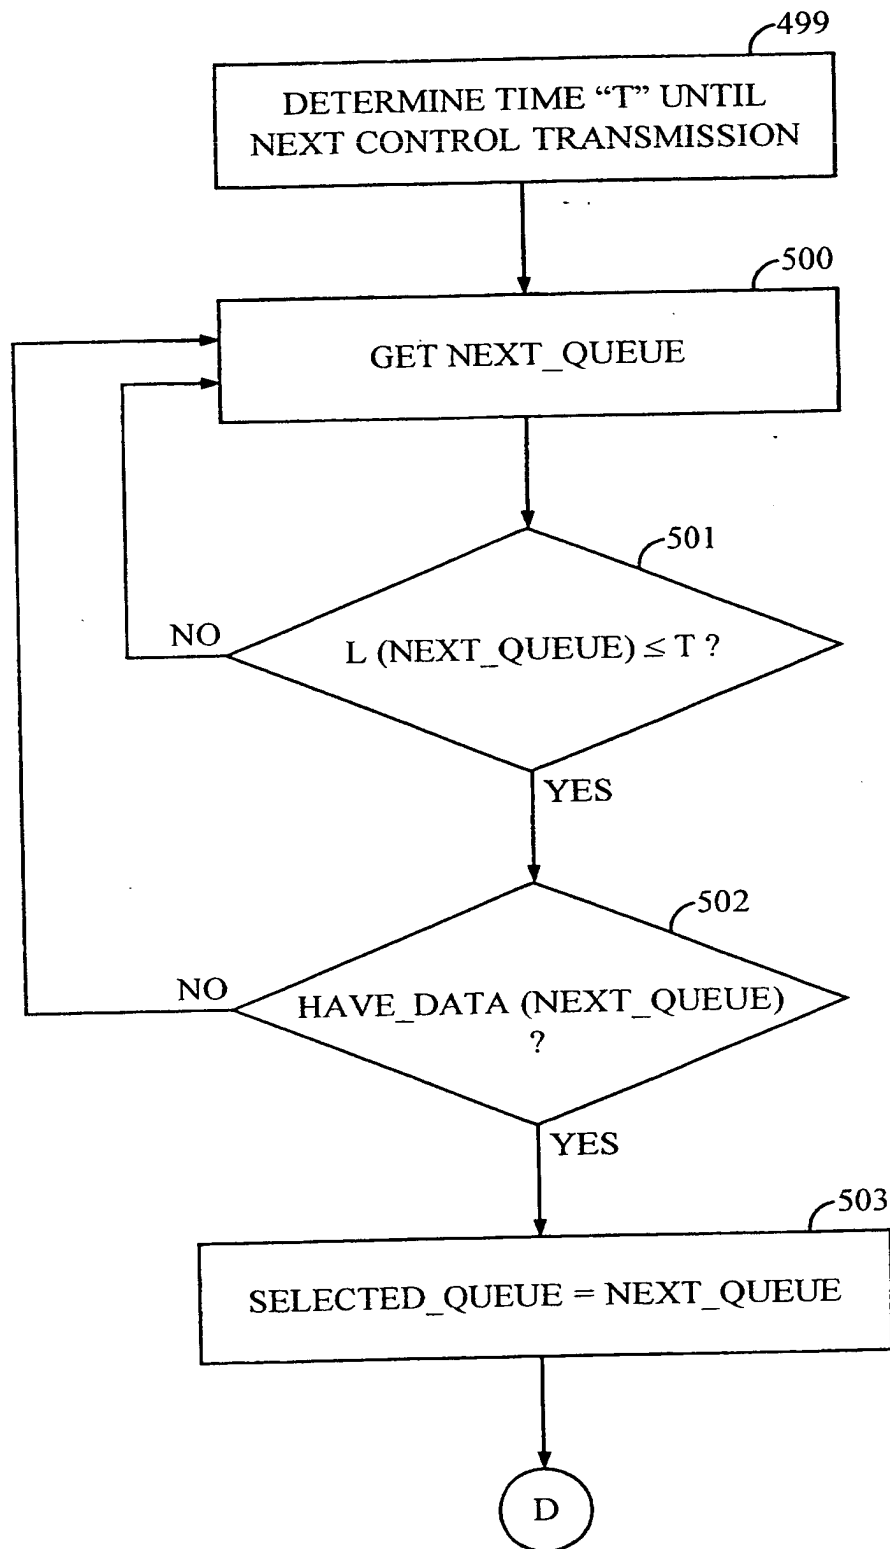 499
DETERMINE TIME “T” UNTIL
NEXT CONTROL TRANSMISSION
500
GET NEXT_QUEUE
501
NO
L (NEXT_QUEUE) ≤ T ?
YES
502
NO
HAVE_DATA (NEXT_QUEUE)
?
YES
503
SELECTED_QUEUE = NEXT_QUEUE
D